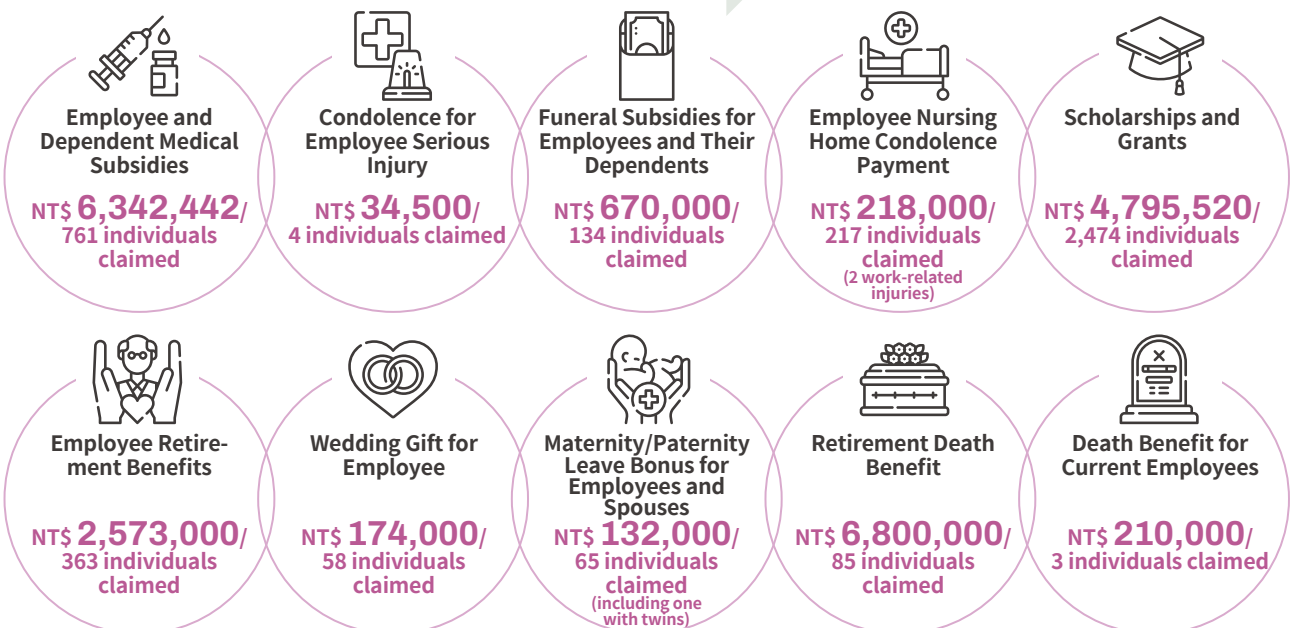 Employee and
Dependent Medical
Subsidies
NT$ 6,342,442/
761 individuals
claimed
Condolence for
Employee Serious
Injury
NT$ 34,500/
4 individuals claimed
Funeral Subsidies for
Employees and Their
Dependents
NT$ 670,000/
134 individuals
claimed
Employee Nursing
Home Condolence
Payment
NT$ 218,000/
217 individuals
claimed
(2 work-related
injuries)
Scholarships and
Grants
NT$ 4,795,520/
2,474 individuals
claimed
Employee Retire-
ment Benefits
NT$ 2,573,000/
363 individuals
claimed
Wedding Gift for
Employee
NT$ 174,000/
58 individuals
claimed
Maternity/Paternity
Leave Bonus for
Employees and
Spouses
NT$ 132,000/
65 individuals
claimed
(including one
with twins)
Retirement Death
Benefit
NT$ 6,800,000/
85 individuals
claimed
Death Benefit for
Current Employees
NT$ 210,000/
3 individuals claimed